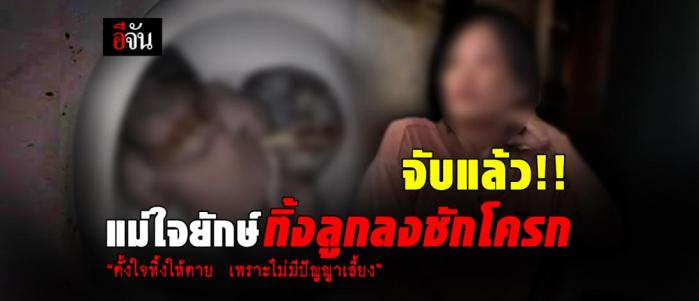 อีจัน
จับแล้ว!!
แม่ใจยักษ์ทิ้งลูกลงชักโครก
"ตั้งใจทิ้งให้ตาย เพราะไม่มีปัญญาเลี้ยง"